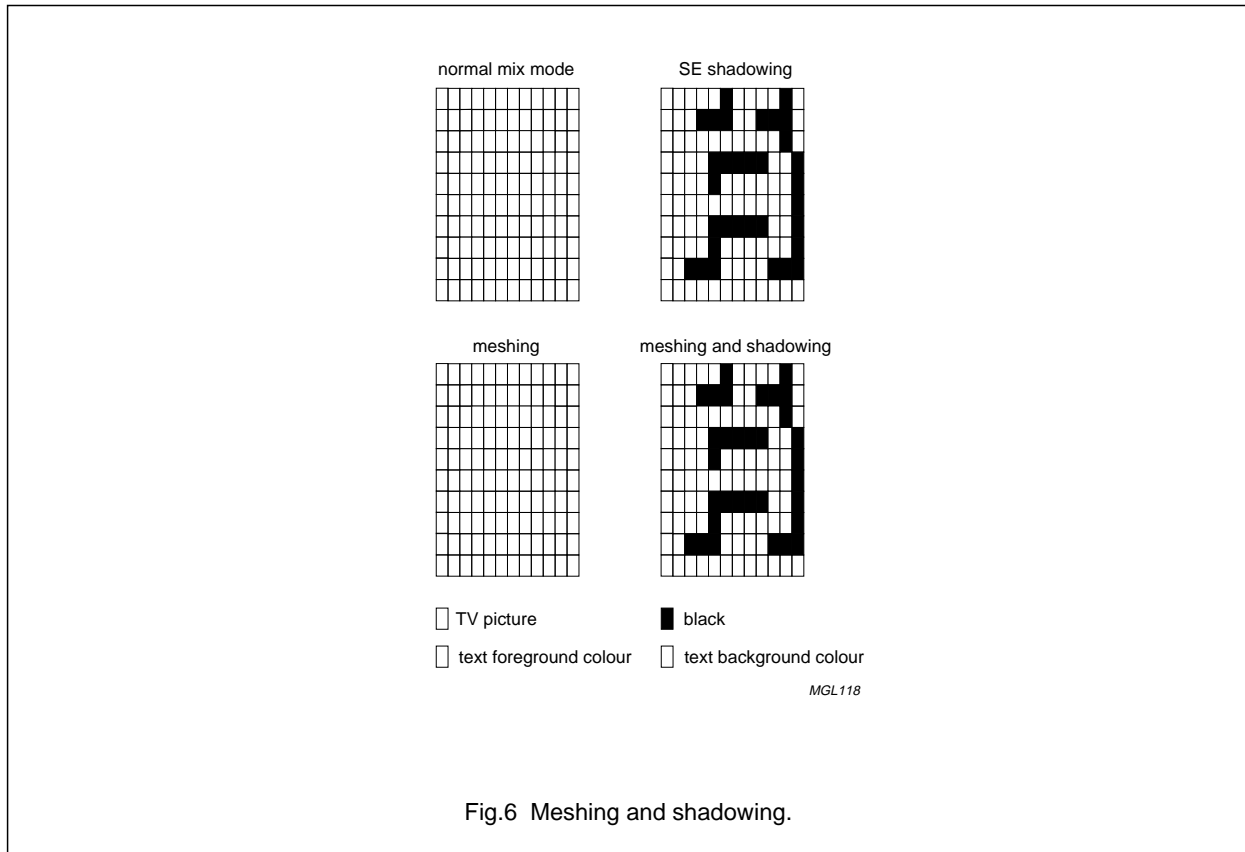 normal mix mode
SE shadowing
meshing
meshing and shadowing
TV picture
black
text foreground colour
text background colour
MGL118
Fig.6 Meshing and shadowing.